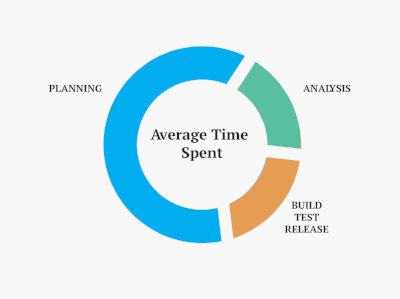 PLANNING
ANALYSIS
Average Time
Spent
BUILD
TEST
RELEASE